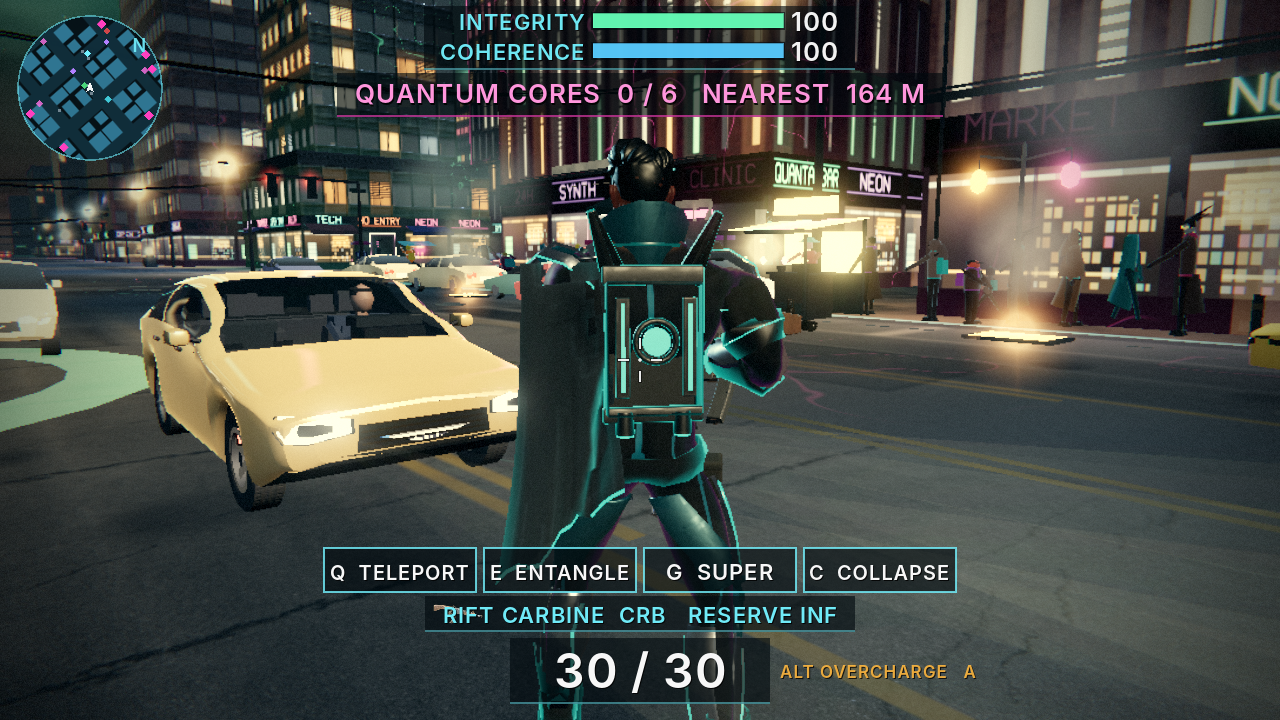 INTEGRITY 100
COHERENCE 100
QUANTUM CORES 0 / 6 NEAREST 164 M
N
MARKET
CLINIC
QUANTA BAR
SYNTH
NEON
TECH
NEON
NEON
Q TELEPORT
E ENTANGLE
G SUPER
C COLLAPSE
RIFT CARBINE CRB RESERVE INF
30 / 30
ALT OVERCHARGE A